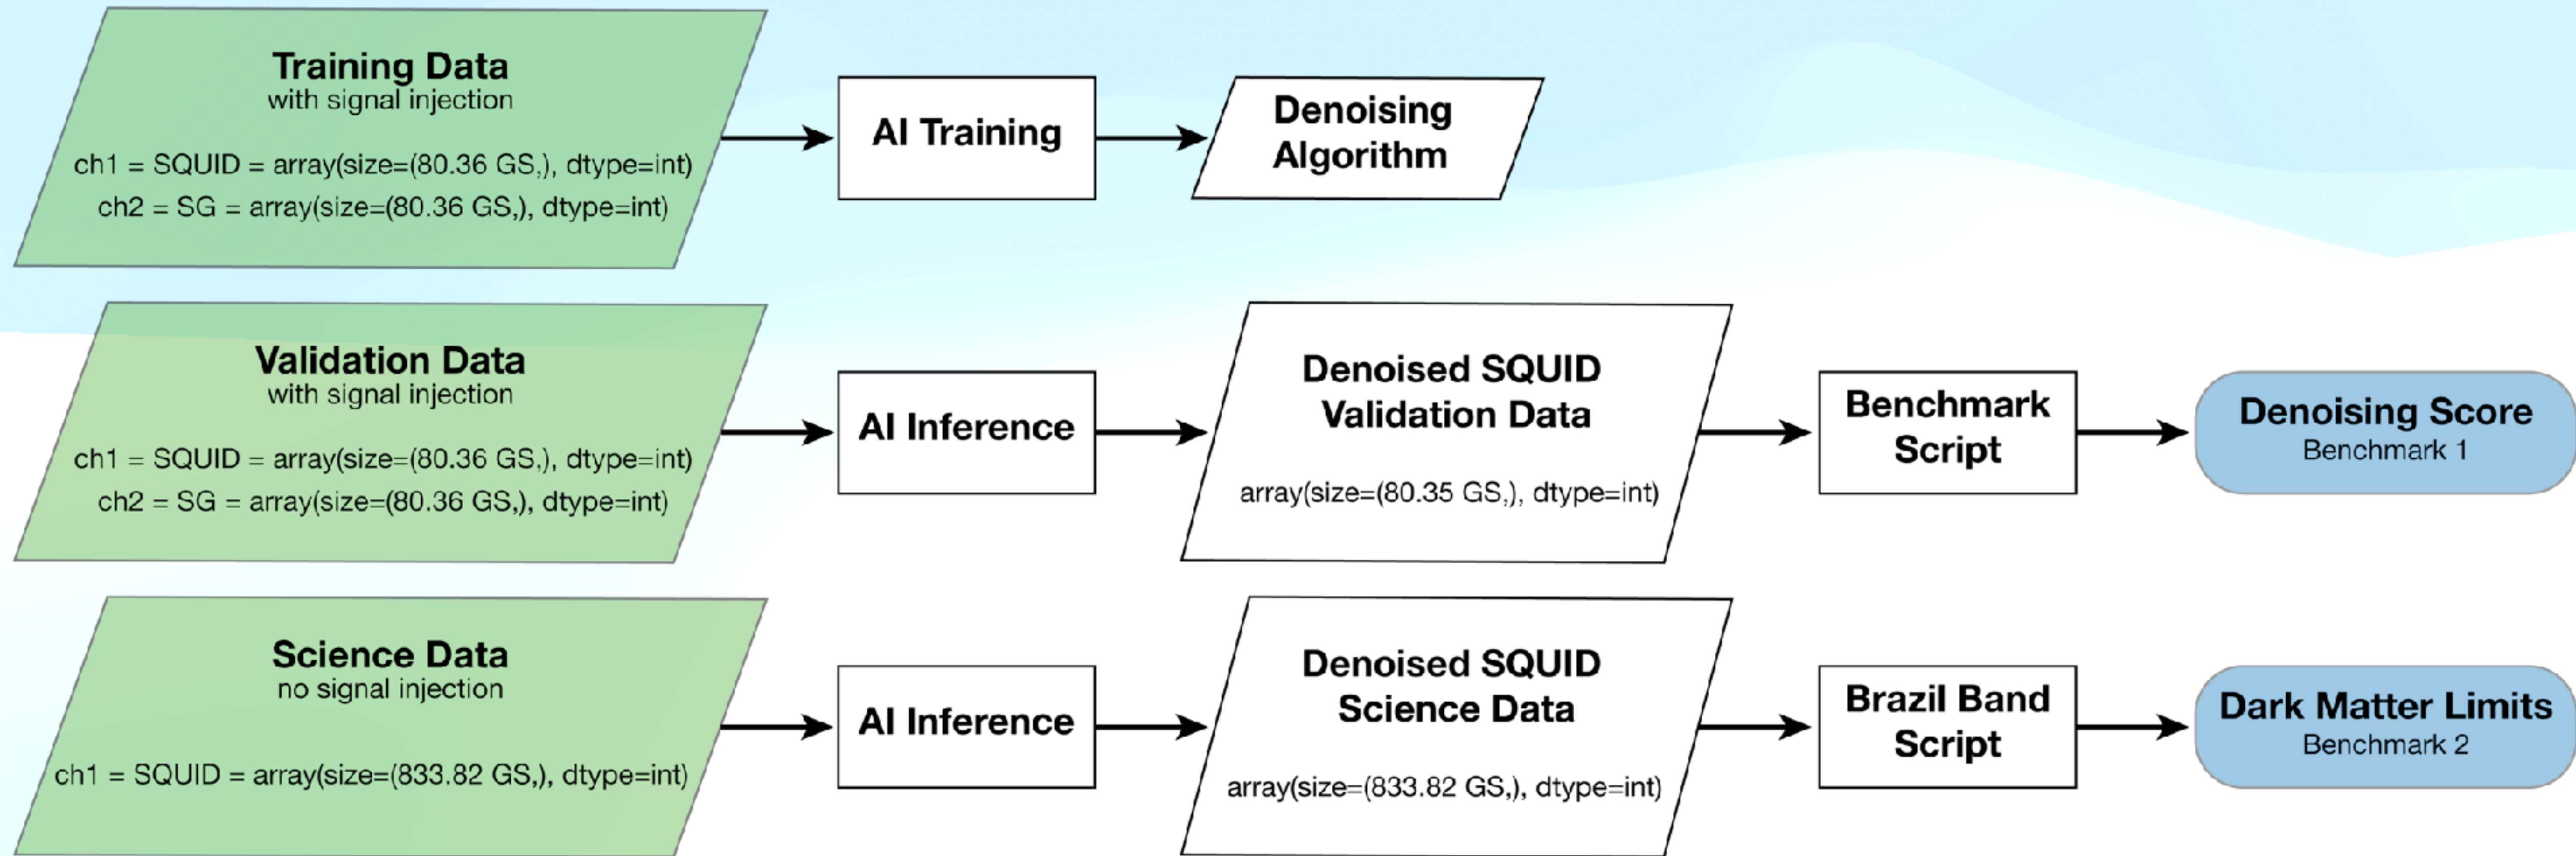 Training Data
with signal injection
ch1 = SQUID = array(size=(80.36 GS,), dtype=int)
ch2 = SG = array(size=(80.36 GS,), dtype=int)
AI Training
Denoising
Algorithm
Validation Data
with signal injection
ch1 = SQUID = array(size=(80.36 GS,), dtype=int)
ch2 = SG = array(size=(80.36 GS,), dtype=int)
AI Inference
Denoised SQUID
Validation Data
array(size=(80.35 GS,), dtype=int)
Benchmark
Script
Denoising Score
Benchmark 1
Science Data
no signal injection
ch1 = SQUID = array(size=(833.82 GS,), dtype=int)
AI Inference
Denoised SQUID
Science Data
array(size=(833.82 GS,), dtype=int)
Brazil Band
Script
Dark Matter Limits
Benchmark 2